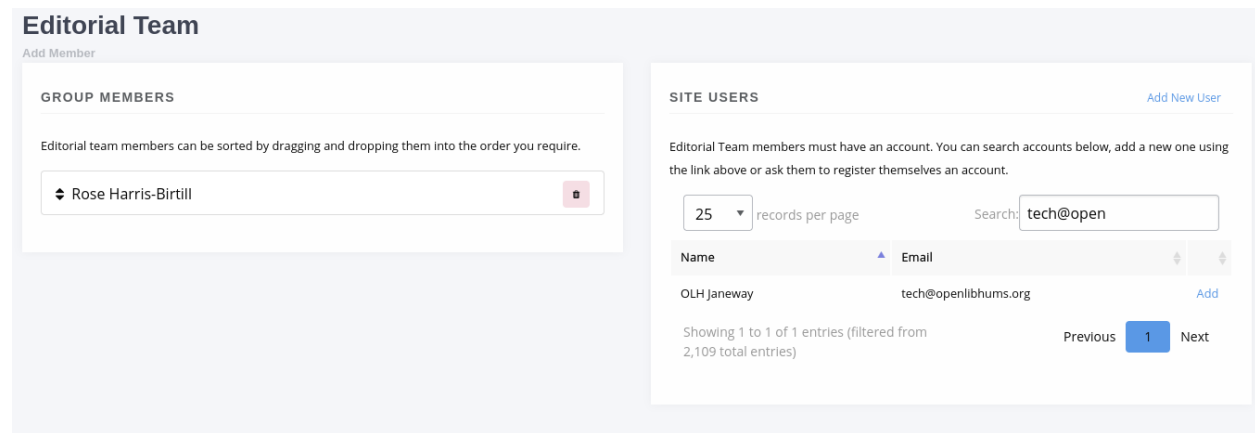 Editorial Team
Add Member
GROUP MEMBERS
Editorial team members can be sorted by dragging and dropping them into the order you require.
Rose Harris-Birtill
SITE USERS
Add New User
Editorial Team members must have an account. You can search accounts below, add a new one using
the link above or ask them to register themselves an account.
25 records per page
Search: tech@open
Name Email
OLH Janeway tech@openlibhums.org Add
Showing 1 to 1 of 1 entries (filtered from
2,109 total entries)
Previous 1 Next